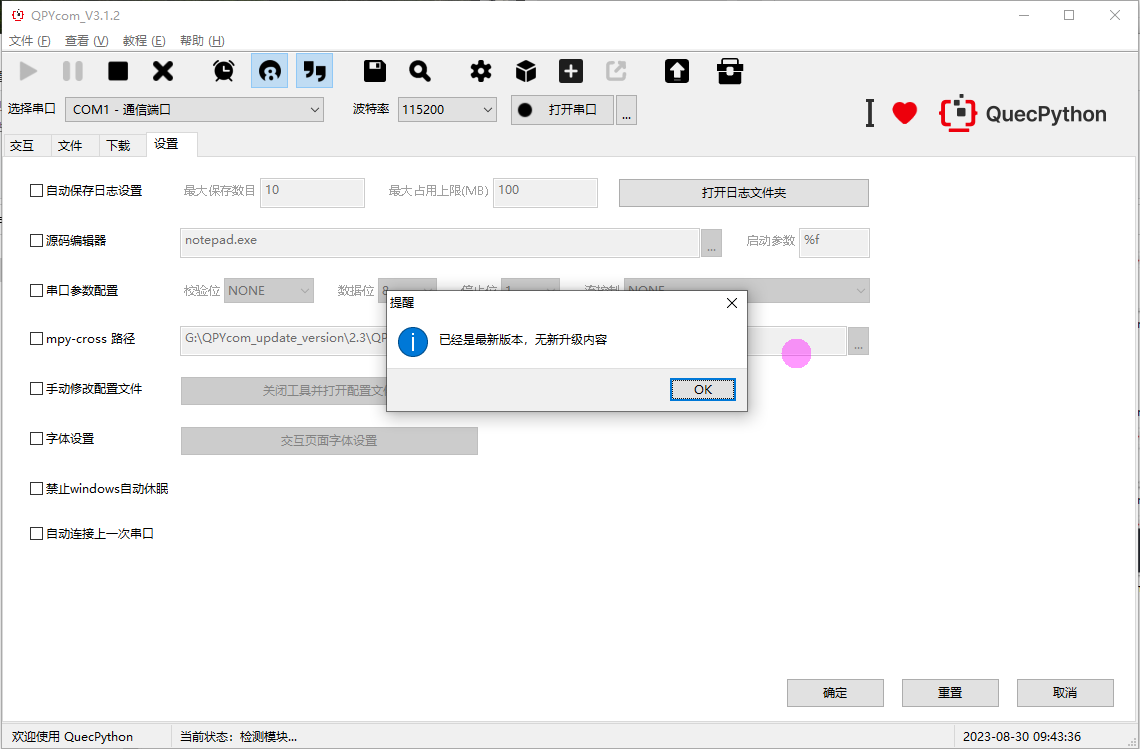 QPYcom_V3.1.2
文件 (F) 查看 (V) 教程 (E) 帮助 (H)
选择串口 COM1 - 通信端口 波特率 115200 打开串口 ... QuecPython
交互 文件 下载 设置
自动保存日志设置 最大保存数目 10 最大占用上限(MB) 100 打开日志文件夹
源码编辑器 notepad.exe ... 启动参数 %f
串口参数配置 校验位 NONE 数据位 8 停止位 1 流控制 NONE
提醒
mpy-cross 路径 G:\QPYcom_update_version\2.3\QP ...
已经是最新版本，无新升级内容
手动修改配置文件 关闭工具并打开配置文
OK
字体设置 交互页面字体设置
禁止windows自动休眠
自动连接上一次串口
确定 重置 取消
欢迎使用 QuecPython 当前状态：检测模块... 2023-08-30 09:43:36